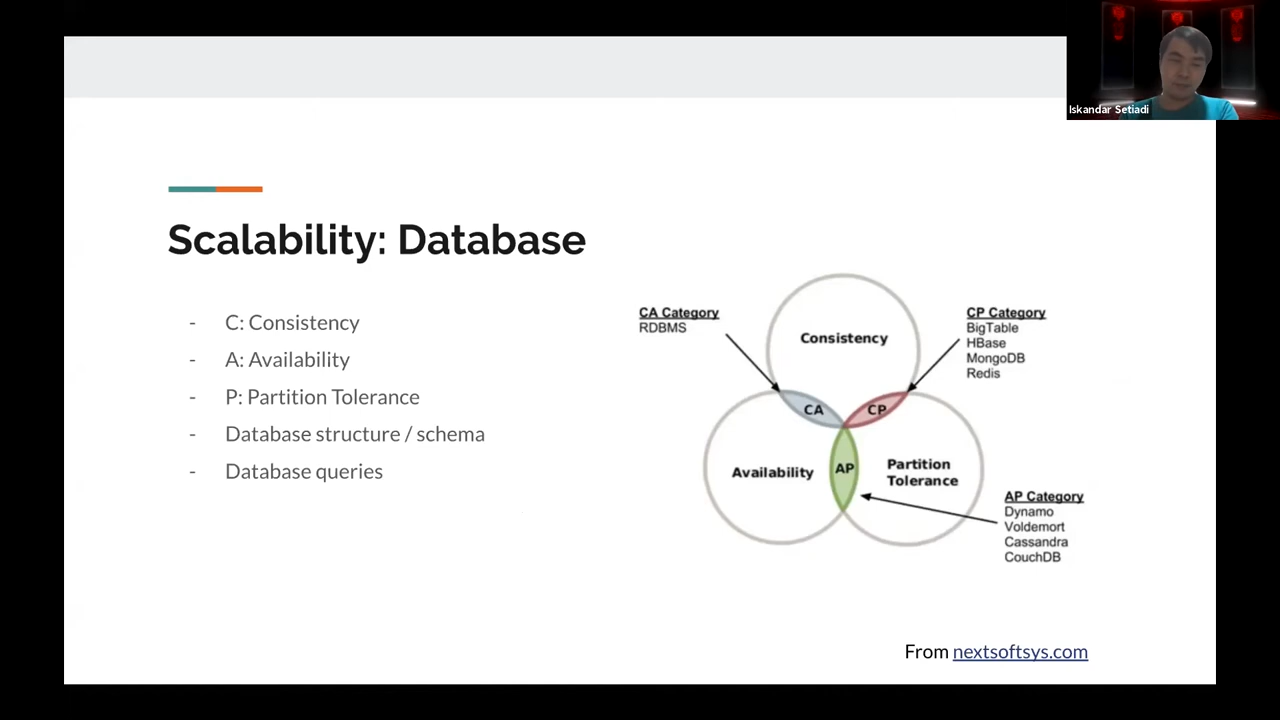 Iskandar Setiadi
Scalability: Database
- C: Consistency
- A: Availability
- P: Partition Tolerance
- Database structure / schema
- Database queries
CA Category
RDBMS
Consistency
CP Category
BigTable
HBase
MongoDB
Redis
CA
CP
Availability
AP
Partition
Tolerance
AP Category
Dynamo
Voldemort
Cassandra
CouchDB
From nextsoftsys.com